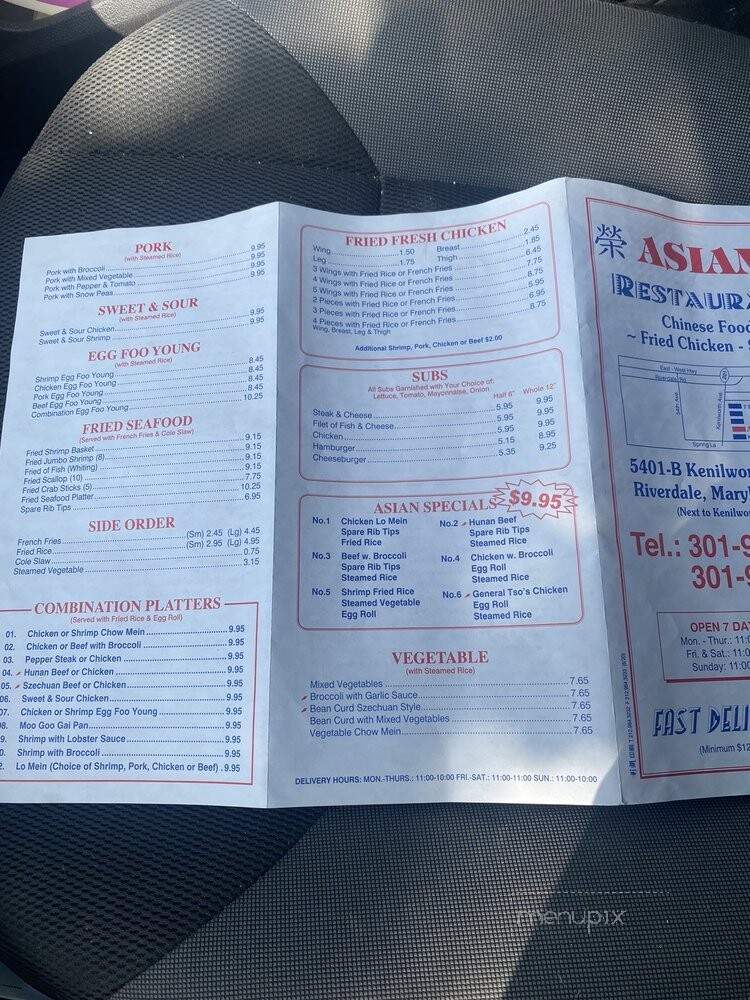 PORK
(with Steamed Rice)
Pork with Broccoli 9.95
Pork with Mixed Vegetable 9.95
Pork with Pepper & Tomato 9.95
Pork with Snow Peas 9.95
SWEET & SOUR
(with Steamed Rice)
Sweet & Sour Chicken 9.95
Sweet & Sour Shrimp 9.95
EGG FOO YOUNG
(with Steamed Rice)
Shrimp Egg Foo Young 8.45
Chicken Egg Foo Young 8.45
Pork Egg Foo Young 8.45
Beef Egg Foo Young 8.45
Combination Egg Foo Young 10.25
FRIED SEAFOOD
(Served with French Fries & Cole Slaw)
Fried Shrimp Basket 9.15
Fried Jumbo Shrimp (8) 9.15
Fried of Fish (Whiting) 9.15
Fried Scallop (10) 9.15
Fried Crab Sticks (5) 7.75
Fried Seafood Platter 10.25
Spare Rib Tips 6.95
SIDE ORDER
French Fries (Sm) 2.45 (Lg) 4.45
Fried Rice (Sm) 2.95 (Lg) 4.95
Cole Slaw 0.75
Steamed Vegetable 3.15
COMBINATION PLATTERS
(Served with Fried Rice & Egg Roll)
01. Chicken or Shrimp Chow Mein 9.95
02. Chicken or Beef with Broccoli 9.95
03. Pepper Steak or Chicken 9.95
04. Hunan Beef or Chicken 9.95
05. Szechuan Beef or Chicken 9.95
06. Sweet & Sour Chicken 9.95
07. Chicken or Shrimp Egg Foo Young 9.95
08. Moo Goo Gai Pan 9.95
9. Shrimp with Lobster Sauce 9.95
0. Shrimp with Broccoli 9.95
2. Lo Mein (Choice of Shrimp, Pork, Chicken or Beef) .9.95
FRIED FRESH CHICKEN
Wing 1.50 Breast 2.45
Leg 1.75 Thigh 1.85
3 Wings with Fried Rice or French Fries 6.45
4 Wings with Fried Rice or French Fries 7.75
5 Wings with Fried Rice or French Fries 8.75
2 Pieces with Fried Rice or French Fries 5.95
3 Pieces with Fried Rice or French Fries 6.95
4 Pieces with Fried Rice or French Fries 8.75
Wing, Breast, Leg & Thigh
Additional Shrimp, Pork, Chicken or Beef $2.00
SUBS
All Subs Garnished with Your Choice of:
Lettuce, Tomato, Mayonnaise, Onion
Half 6" Whole 12"
Steak & Cheese 5.95 9.95
Filet of Fish & Cheese 5.95 9.95
Chicken 5.95 9.95
Hamburger 5.15 8.95
Cheeseburger 5.35 9.25
ASIAN SPECIALS $9.95
No.1 Chicken Lo Mein
Spare Rib Tips
Fried Rice
No.2 Hunan Beef
Spare Rib Tips
Steamed Rice
No.3 Beef w. Broccoli
Spare Rib Tips
Steamed Rice
No.4 Chicken w. Broccoli
Egg Roll
Steamed Rice
No.5 Shrimp Fried Rice
Steamed Vegetable
Egg Roll
No.6 General Tso's Chicken
Egg Roll
Steamed Rice
VEGETABLE
(with Steamed Rice)
Mixed Vegetables 7.65
Broccoli with Garlic Sauce 7.65
Bean Curd Szechuan Style 7.65
Bean Curd with Mixed Vegetables 7.65
Vegetable Chow Mein 7.65
DELIVERY HOURS: MON.-THURS.: 11:00-10:00 FRI.-SAT.: 11:00-11:00 SUN.: 11:00-10:00
榮 ASIAN
RESTAURA
Chinese Food
~ Fried Chicken -
East - West Hwy
Riverdale Rd
54th Ave
Kenilworth Ave
201
Spring Ln
5401-B Kenilwor
Riverdale, Maryl
(Next to Kenilwo
Tel.: 301-9
301-9
OPEN 7 DA
Mon. - Thur.: 11:0
Fri. & Sat.: 11:0
Sunday: 11:00
FAST DELI
(Minimum $12
menupix